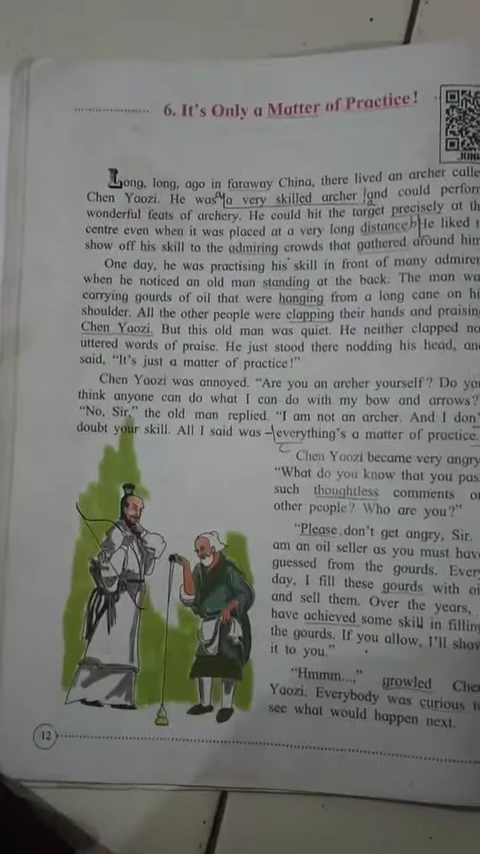 6. It's Only a Matter of Practice!
Long, long, ago in faraway China, there lived an archer calle
Chen Yaozi. He was a very skilled archer and could perfor
wonderful feats of archery. He could hit the target precisely at th
centre even when it was placed at a very long distance. He liked t
show off his skill to the admiring crowds that gathered around him
One day, he was practising his skill in front of many admirer
when he noticed an old man standing at the back. The man wa
carrying gourds of oil that were hanging from a long cane on hi
shoulder. All the other people were clapping their hands and praisin
Chen Yaozi. But this old man was quiet. He neither clapped no
uttered words of praise. He just stood there nodding his head, an
said, "It's just a matter of practice!"
Chen Yaozi was annoyed. "Are you an archer yourself? Do yo
think anyone can do what I can do with my bow and arrows?
"No, Sir," the old man replied. "I am not an archer. And I don'
doubt your skill. All I said was – everything's a matter of practice.
Chen Yaozi became very angry
"What do you know that you pas
such thoughtless comments o
other people? Who are you?"
"Please don't get angry, Sir.
am an oil seller as you must hav
guessed from the gourds. Ever
day, I fill these gourds with oi
and sell them. Over the years,
have achieved some skill in fillin
the gourds. If you allow, I'll sho
it to you."
"Hmmm...," growled Che
Yaozi. Everybody was curious t
see what would happen next.
12